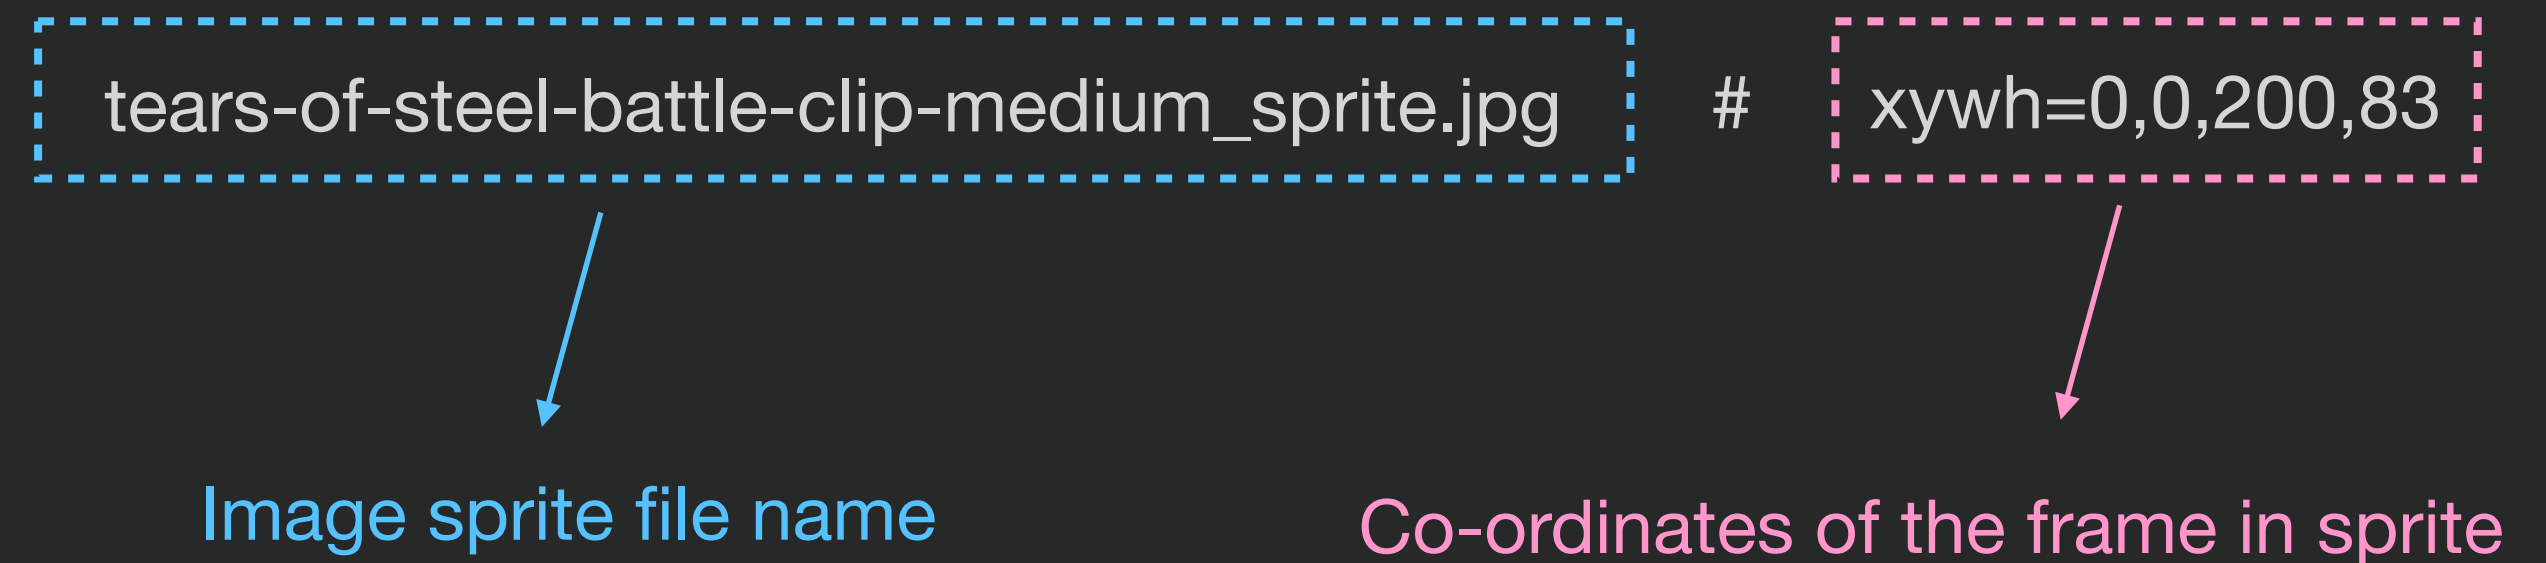 tears-of-steel-battle-clip-medium_sprite.jpg # xywh=0,0,200,83
Image sprite file name
Co-ordinates of the frame in sprite